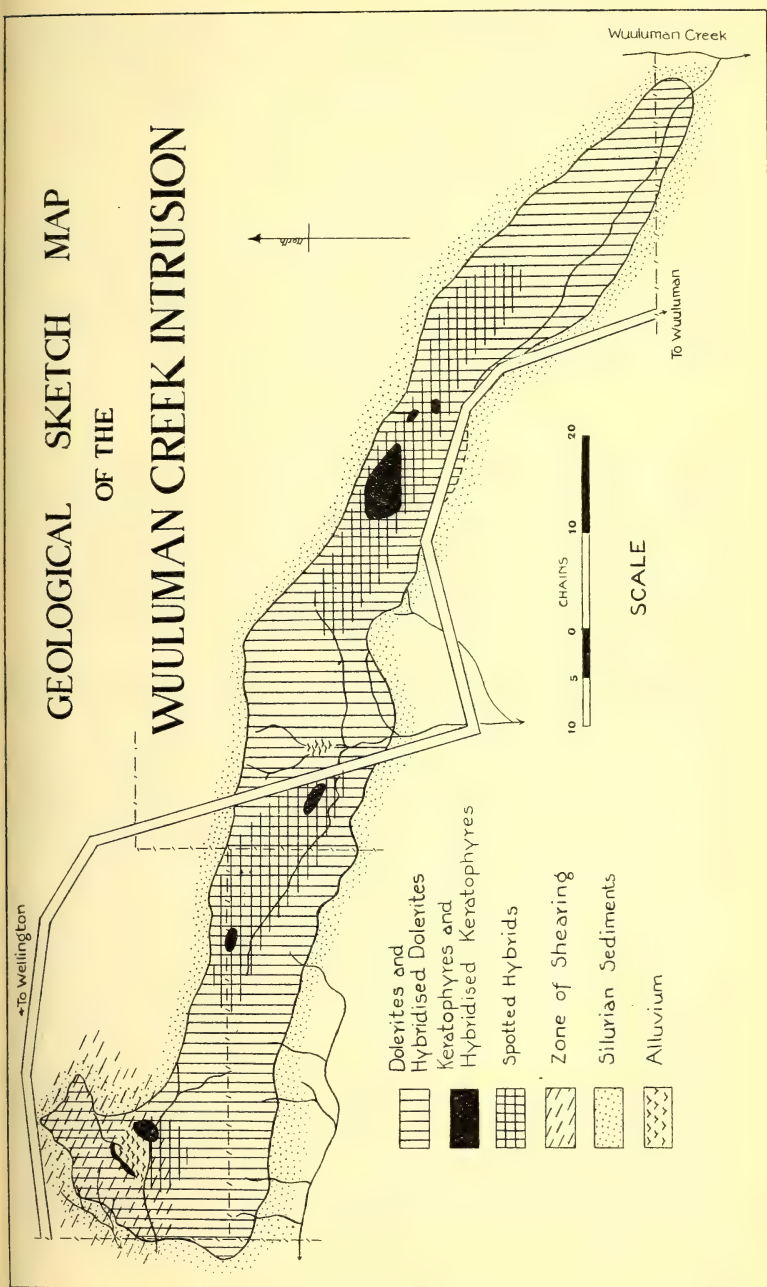 GEOLOGICAL SKETCH MAP
OF THE
WUULUMAN CREEK INTRUSION
Wuuluman Creek
North
To Wuuluman
To Wellington
10 5 0 10 20
CHAINS
SCALE
Dolerites and
Hybridised Dolerites
Keratophyres and
Hybridised Keratophyres
Spotted Hybrids
Zone of Shearing
Silurian Sediments
Alluvium